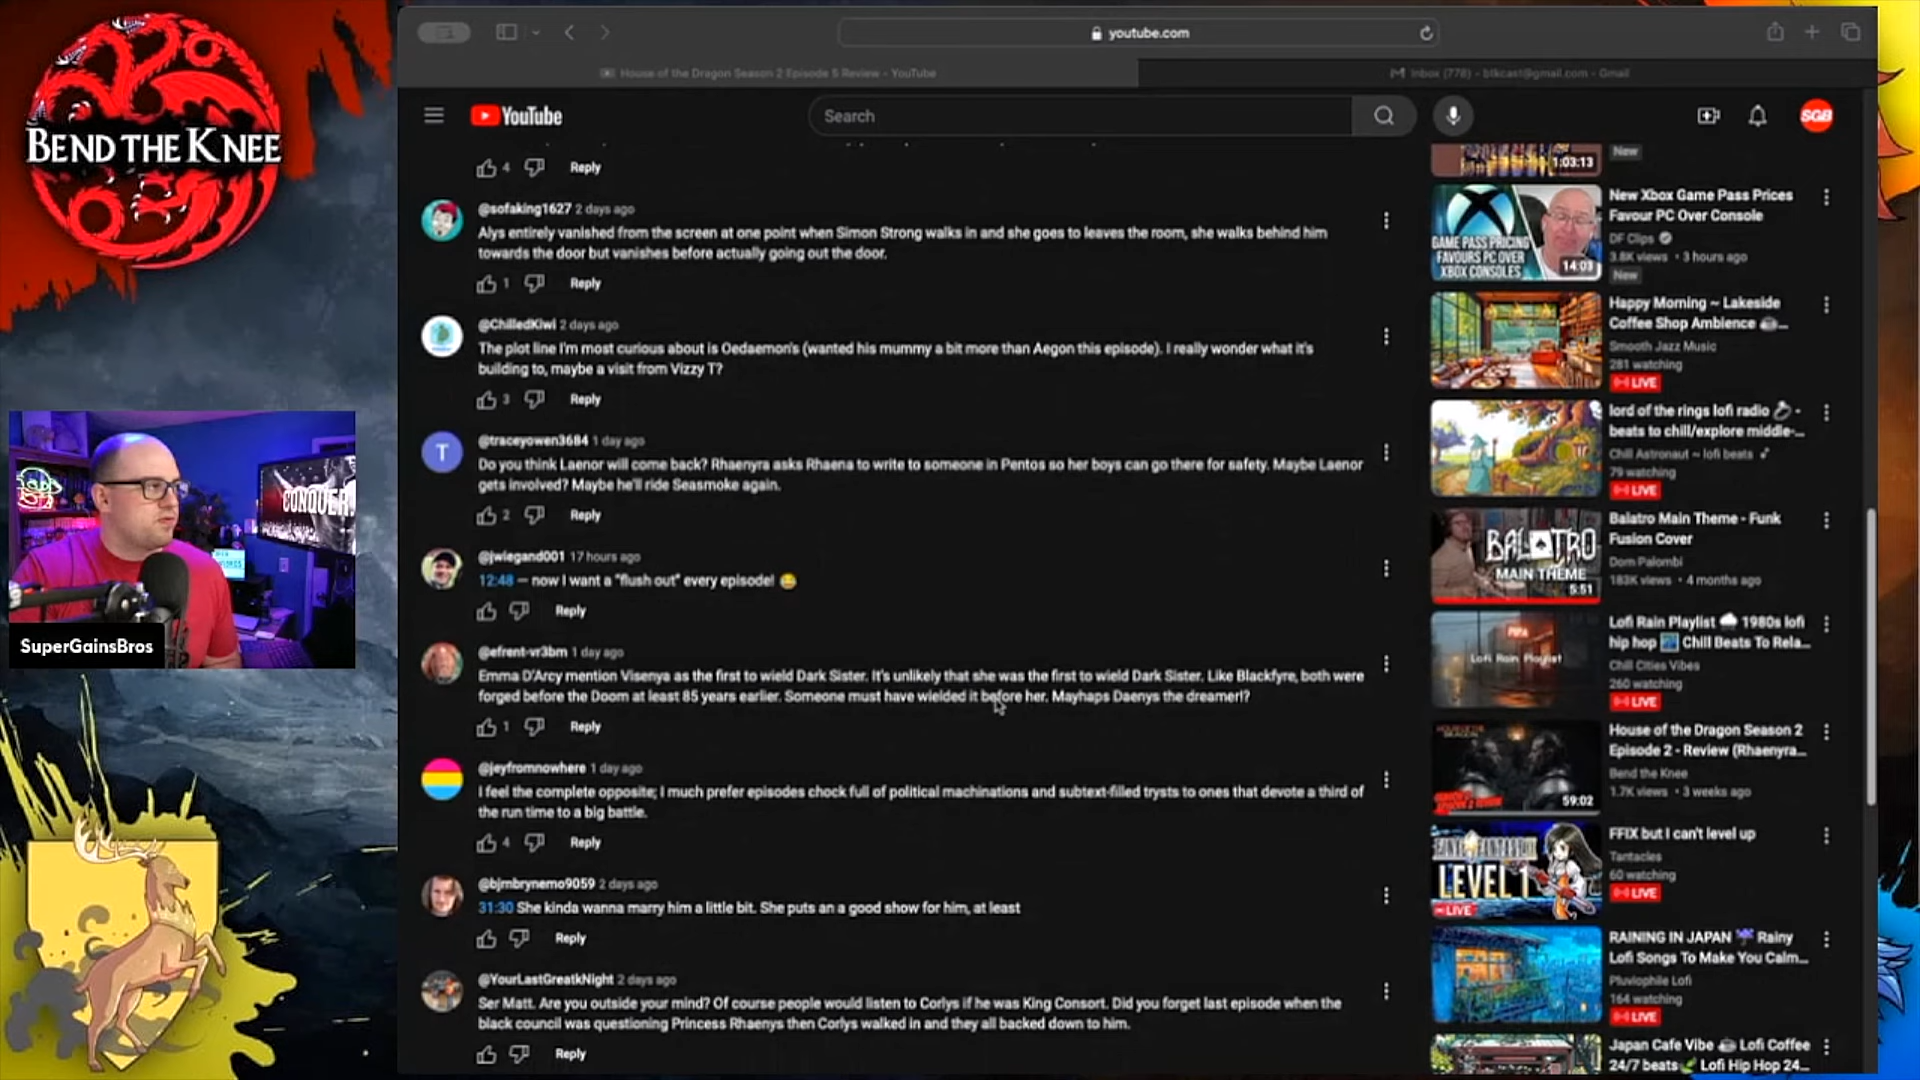 BEND THE KNEE
youtube.com
House of the Dragon Season 2 Episode 5 Review - YouTube
Inbox (778) - btkcast@gmail.com - Gmail
YouTube
Search
SGB
4 Reply
@sofaking1627 2 days ago
Alys entirely vanished from the screen at one point when Simon Strong walks in and she goes to leaves the room, she walks behind him
towards the door but vanishes before actually going out the door.
1 Reply
@ChilledKiwi 2 days ago
The plot line I'm most curious about is Oedaemon's (wanted his mummy a bit more than Aegon this episode). I really wonder what it's
building to, maybe a visit from Vizzy T?
3 Reply
T
@traceyowen3684 1 day ago
Do you think Laenor will come back? Rhaenyra asks Rhaena to write to someone in Pentos so her boys can go there for safety. Maybe Laenor
gets involved? Maybe he'll ride Seasmoke again.
2 Reply
@jwiegand001 17 hours ago
12:48 — now I want a "flush out" every episode! 😂
Reply
@efrent-vr3bm 1 day ago
Emma D'Arcy mention Visenya as the first to wield Dark Sister. It's unlikely that she was the first to wield Dark Sister. Like Blackfyre, both were
forged before the Doom at least 85 years earlier. Someone must have wielded it before her. Mayhaps Daenys the dreamer!?
1 Reply
@jeyfromnowhere 1 day ago
I feel the complete opposite; I much prefer episodes chock full of political machinations and subtext-filled trysts to ones that devote a third of
the run time to a big battle.
4 Reply
@bjrnbrynemo9059 2 days ago
31:30 She kinda wanna marry him a little bit. She puts an a good show for him, at least
Reply
@YourLastGreatkNight 2 days ago
Ser Matt. Are you outside your mind? Of course people would listen to Corlys if he was King Consort. Did you forget last episode when the
black council was questioning Princess Rhaenys then Corlys walked in and they all backed down to him.
Reply
1:03:13
New
GAME PASS PRICING
FAVOURS PC OVER
XBOX CONSOLES
14:03
New Xbox Game Pass Prices
Favour PC Over Console
DF Clips
3.8K views • 3 hours ago
New
Happy Morning ~ Lakeside
Coffee Shop Ambience ☕...
Smooth Jazz Music
281 watching
LIVE
lord of the rings lofi radio 💍 -
beats to chill/explore middle-...
Chill Astronaut ~ lofi beats
79 watching
LIVE
BALATRO
MAIN THEME
5:51
Balatro Main Theme - Funk
Fusion Cover
Dom Palombi
183K views • 4 months ago
Lofi Rain Playlist
Lofi Rain Playlist 🌧️ 1980s lofi
hip hop 🌃 Chill Beats To Rela...
Chill Cities Vibes
260 watching
LIVE
59:02
House of the Dragon Season 2
Episode 2 - Review (Rhaenyra...
Bend the Knee
1.7K views • 3 weeks ago
LEVEL 1
LIVE
FFIX but I can't level up
Tantacles
60 watching
LIVE
RAINING IN JAPAN ☔ Rainy
Lofi Songs To Make You Calm...
Pluviophile Lofi
164 watching
LIVE
Japan Cafe Vibe ☕ Lofi Coffee
24/7 beats🌿 Lofi Hip Hop 24...
CONQUER
SuperGainsBros